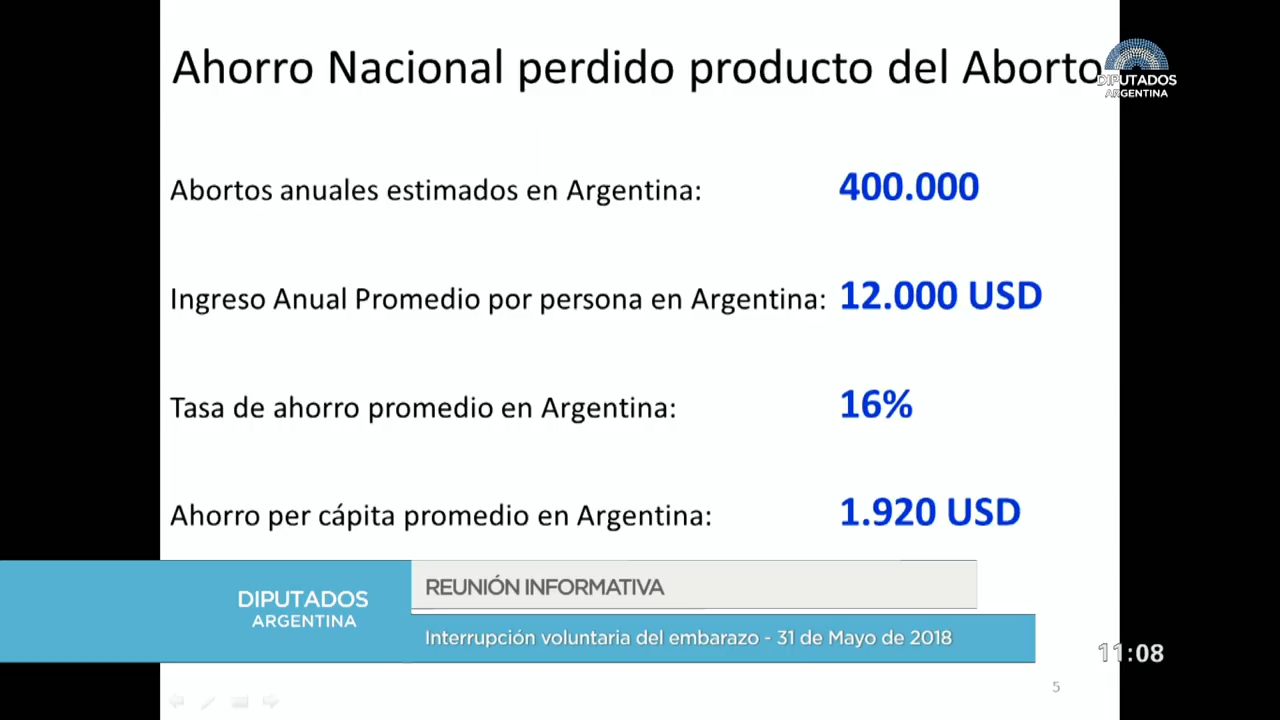 Ahorro Nacional perdido producto del Aborto
DIPUTADOS
ARGENTINA
Abortos anuales estimados en Argentina: 400.000
Ingreso Anual Promedio por persona en Argentina: 12.000 USD
Tasa de ahorro promedio en Argentina: 16%
Ahorro per cápita promedio en Argentina: 1.920 USD
DIPUTADOS
ARGENTINA
REUNIÓN INFORMATIVA
Interrupción voluntaria del embarazo - 31 de Mayo de 2018
11:08
5